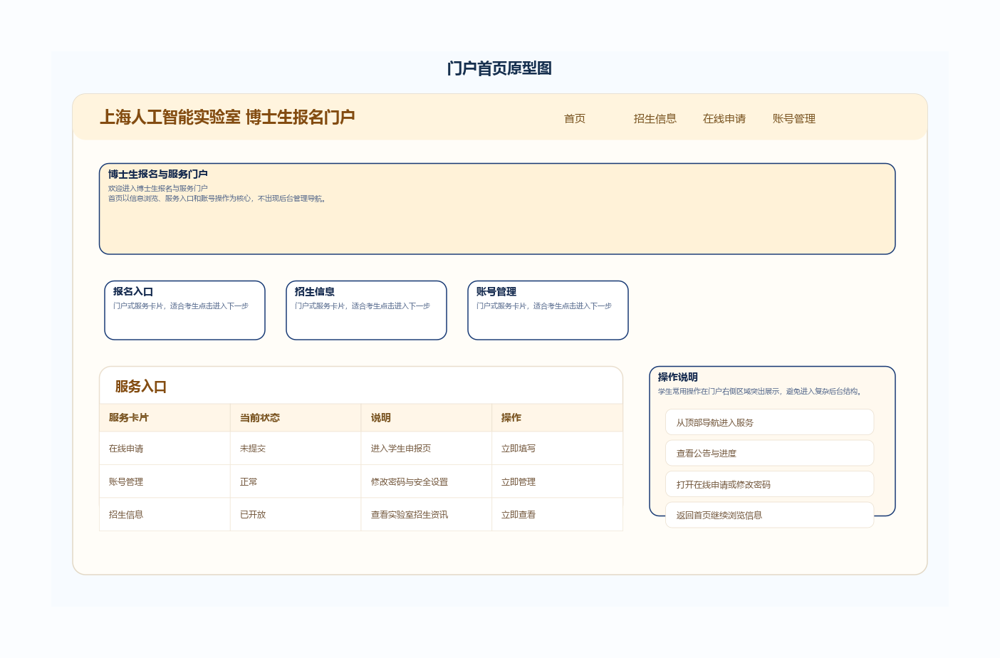 门户首页原型图
上海人工智能实验室 博士生报名门户
首页
招生信息
在线申请
账号管理
博士生报名与服务门户
欢迎进入博士生报名与服务门户
首页以信息浏览、服务入口和账号操作为核心，不出现后台管理导航。
报名入口
门户式服务卡片，适合考生点击进入下一步
招生信息
门户式服务卡片，适合考生点击进入下一步
账号管理
门户式服务卡片，适合考生点击进入下一步
服务入口
服务卡片 当前状态 说明 操作
在线申请 未提交 进入学生申报页 立即填写
账号管理 正常 修改密码与安全设置 立即管理
招生信息 已开放 查看实验室招生资讯 立即查看
操作说明
学生常用操作在门户右侧区域突出展示，避免进入复杂后台结构。
从顶部导航进入服务
查看公告与进度
打开在线申请或修改密码
返回首页继续浏览信息